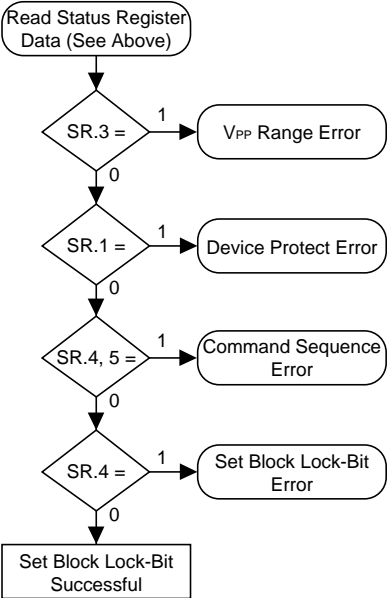 Read Status Register
Data (See Above)
SR.3 =
1
VPP Range Error
0
SR.1 =
1
Device Protect Error
0
SR.4, 5 =
1
Command Sequence
Error
0
SR.4 =
1
Set Block Lock-Bit
Error
0
Set Block Lock-Bit
Successful